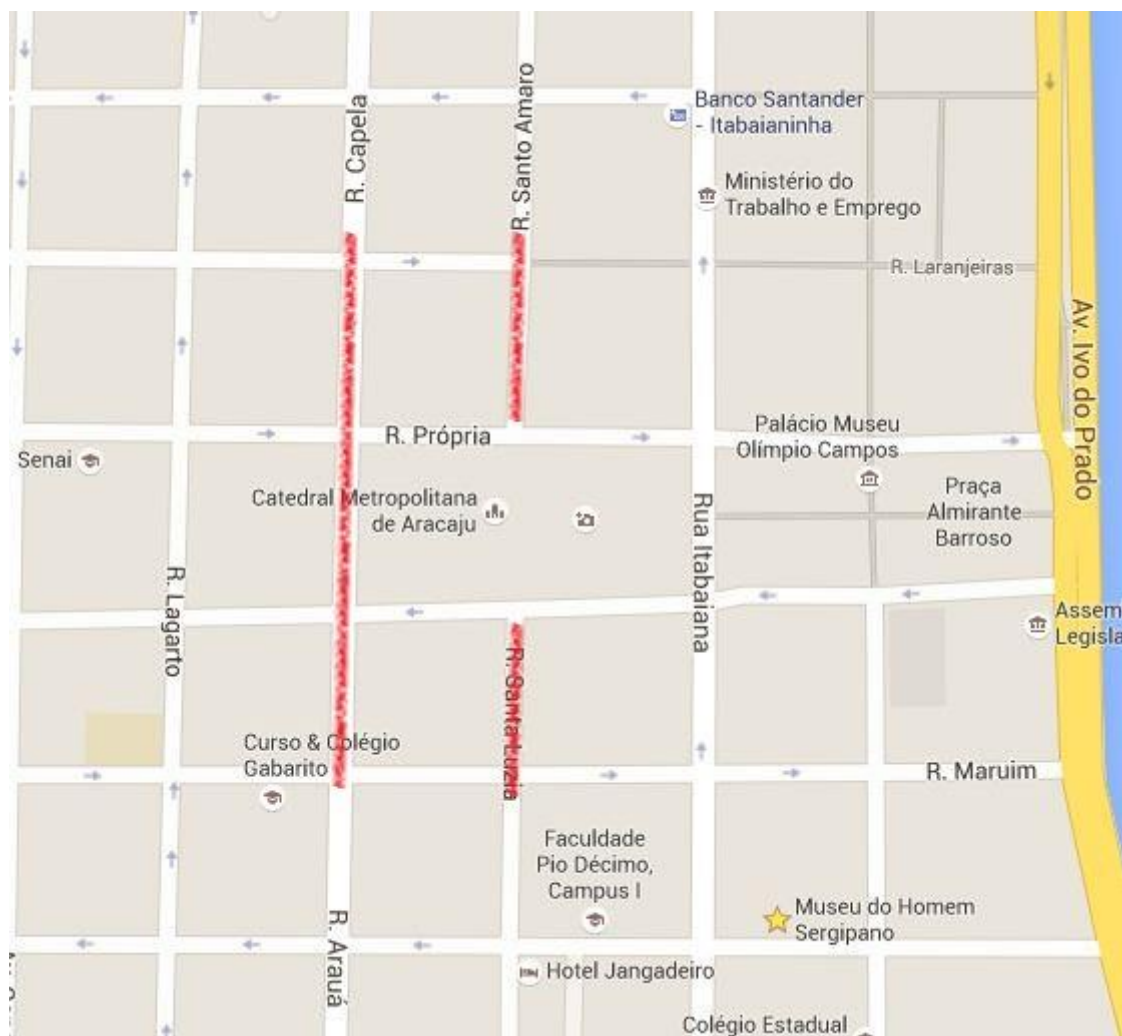 R. Capela
R. Santo Amaro
Banco Santander
- Itabaianinha
Ministério do
Trabalho e Emprego
R. Laranjeiras
Av. Ivo do Prado
R. Própria
Palácio Museu
Olímpio Campos
Senai
Catedral Metropolitana
de Aracaju
Praça
Almirante
Barroso
Rua Itabaiana
R. Lagarto
Assem
Legisla
R. Santa Luzia
Curso & Colégio
Gabarito
R. Maruim
Faculdade
Pio Décimo,
Campus I
Museu do Homem
Sergipano
R. Arauá
Hotel Jangadeiro
Colégio Estadual